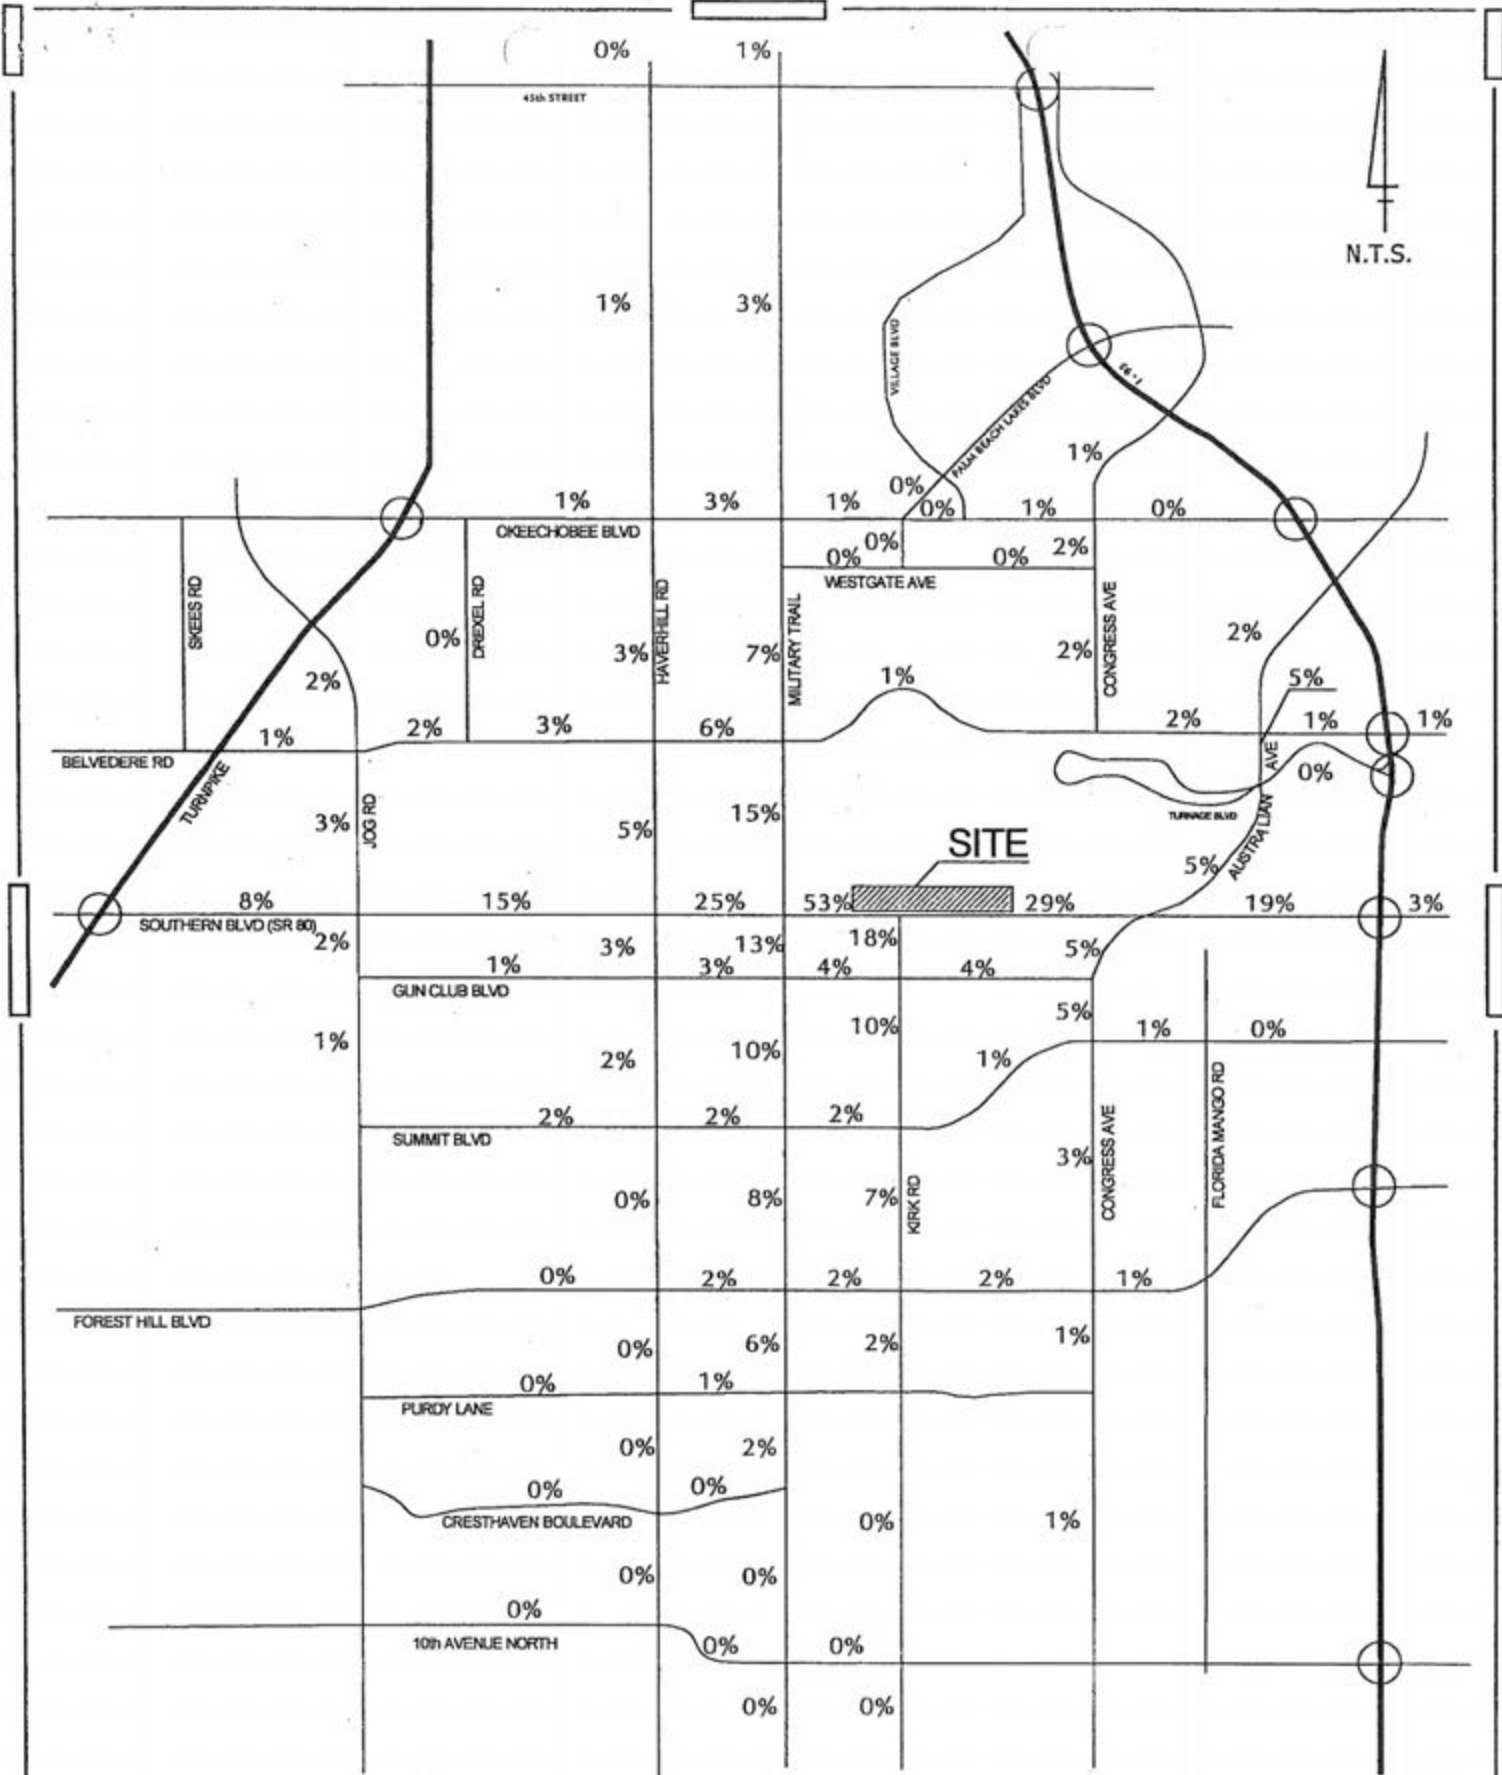 0% 1%
45th STREET
N.T.S.
1% 3%
VILLAGE BLVD
I-95
PALM BEACH LAKES BLVD
1%
0%
1% 3% 1% 0% 1% 0%
OKEECHOBEE BLVD
0% 2%
0% 0%
WESTGATE AVE
SKEES RD
DREXEL RD
HAVERHILL RD
MILITARY TRAIL
CONGRESS AVE
0% 3% 7% 2% 2%
2% 1% 5%
1% 2% 3% 6% 2% 1% 1%
BELVEDERE RD
TURNPIKE
AVE
0%
3% JOG RD 5% 15%
TURNAGE BLVD
AUSTRALIAN
SITE
5%
8% 15% 25% 53% 29% 19% 3%
SOUTHERN BLVD (SR 80)
2% 3% 13% 18% 5%
1% 3% 4% 4%
GUN CLUB BLVD
5%
10% 1% 0%
1% 2% 10% 1%
2% 2% 2%
SUMMIT BLVD
3%
CONGRESS AVE
FLORIDA MANGO RD
0% 8% 7% KIRK RD
0% 2% 2% 2% 1%
FOREST HILL BLVD
0% 6% 2% 1%
0% 1%
PURDY LANE
0% 2%
0% 0%
CRESTHAVEN BOULEVARD
0% 1%
0% 0%
0%
10th AVENUE NORTH
0% 0%
0% 0%